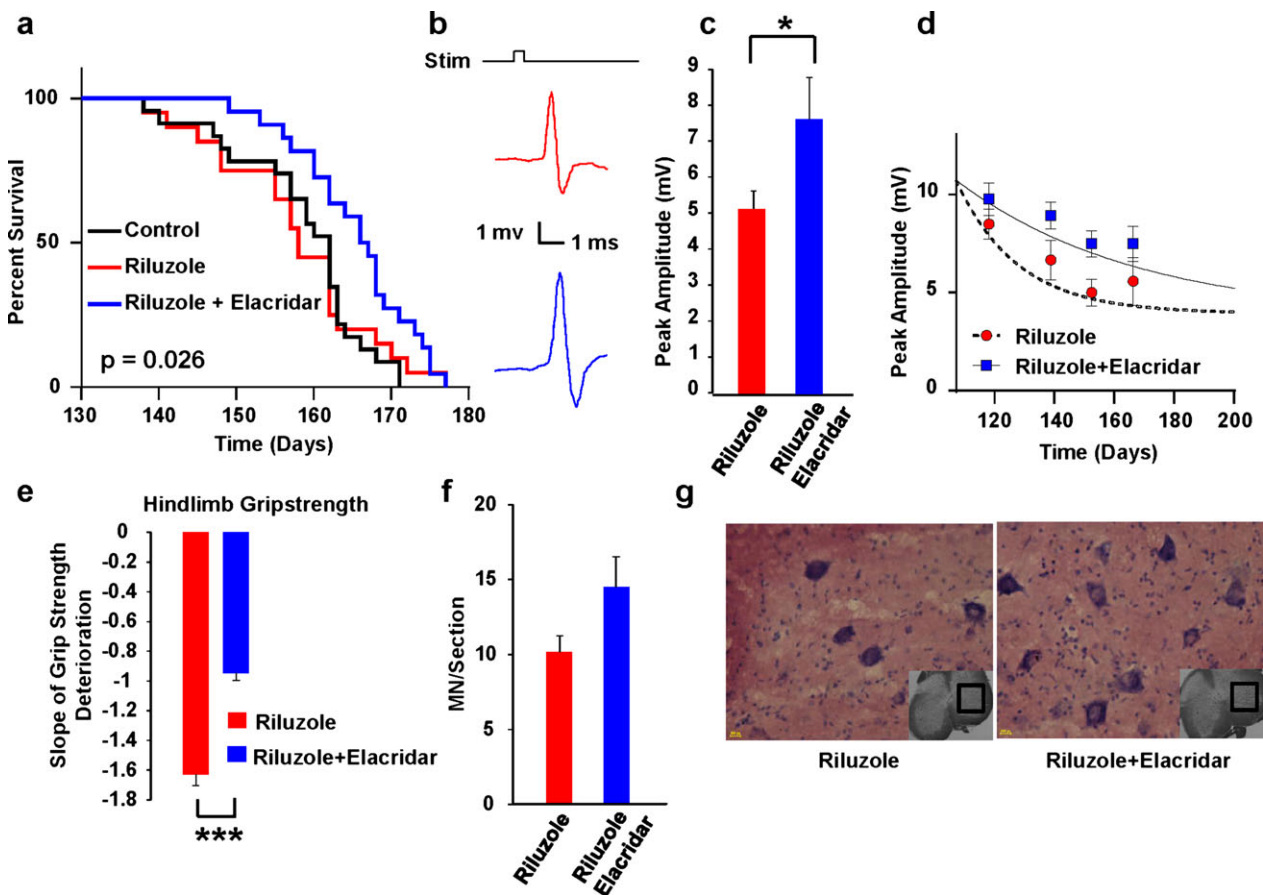 a
Percent Survival
100
50
0
Control
Riluzole
Riluzole + Elacridar
p = 0.026
130 140 150 160 170 180
Time (Days)
b
Stim
1 mv
1 ms
c
*
Peak Amplitude (mV)
9
8
7
6
5
4
3
2
1
0
Riluzole
Riluzole
Elacridar
d
Peak Amplitude (mV)
10
5
0
Riluzole
Riluzole+Elacridar
120 140 160 180 200
Time (Days)
e
Hindlimb Gripstrength
Slope of Grip Strength
Deterioration
0
-0.2
-0.4
-0.6
-0.8
-1
-1.2
-1.4
-1.6
-1.8
Riluzole
Riluzole+Elacridar
***
f
MN/Section
20
15
10
5
0
Riluzole
Riluzole
Elacridar
g
Riluzole
Riluzole+Elacridar